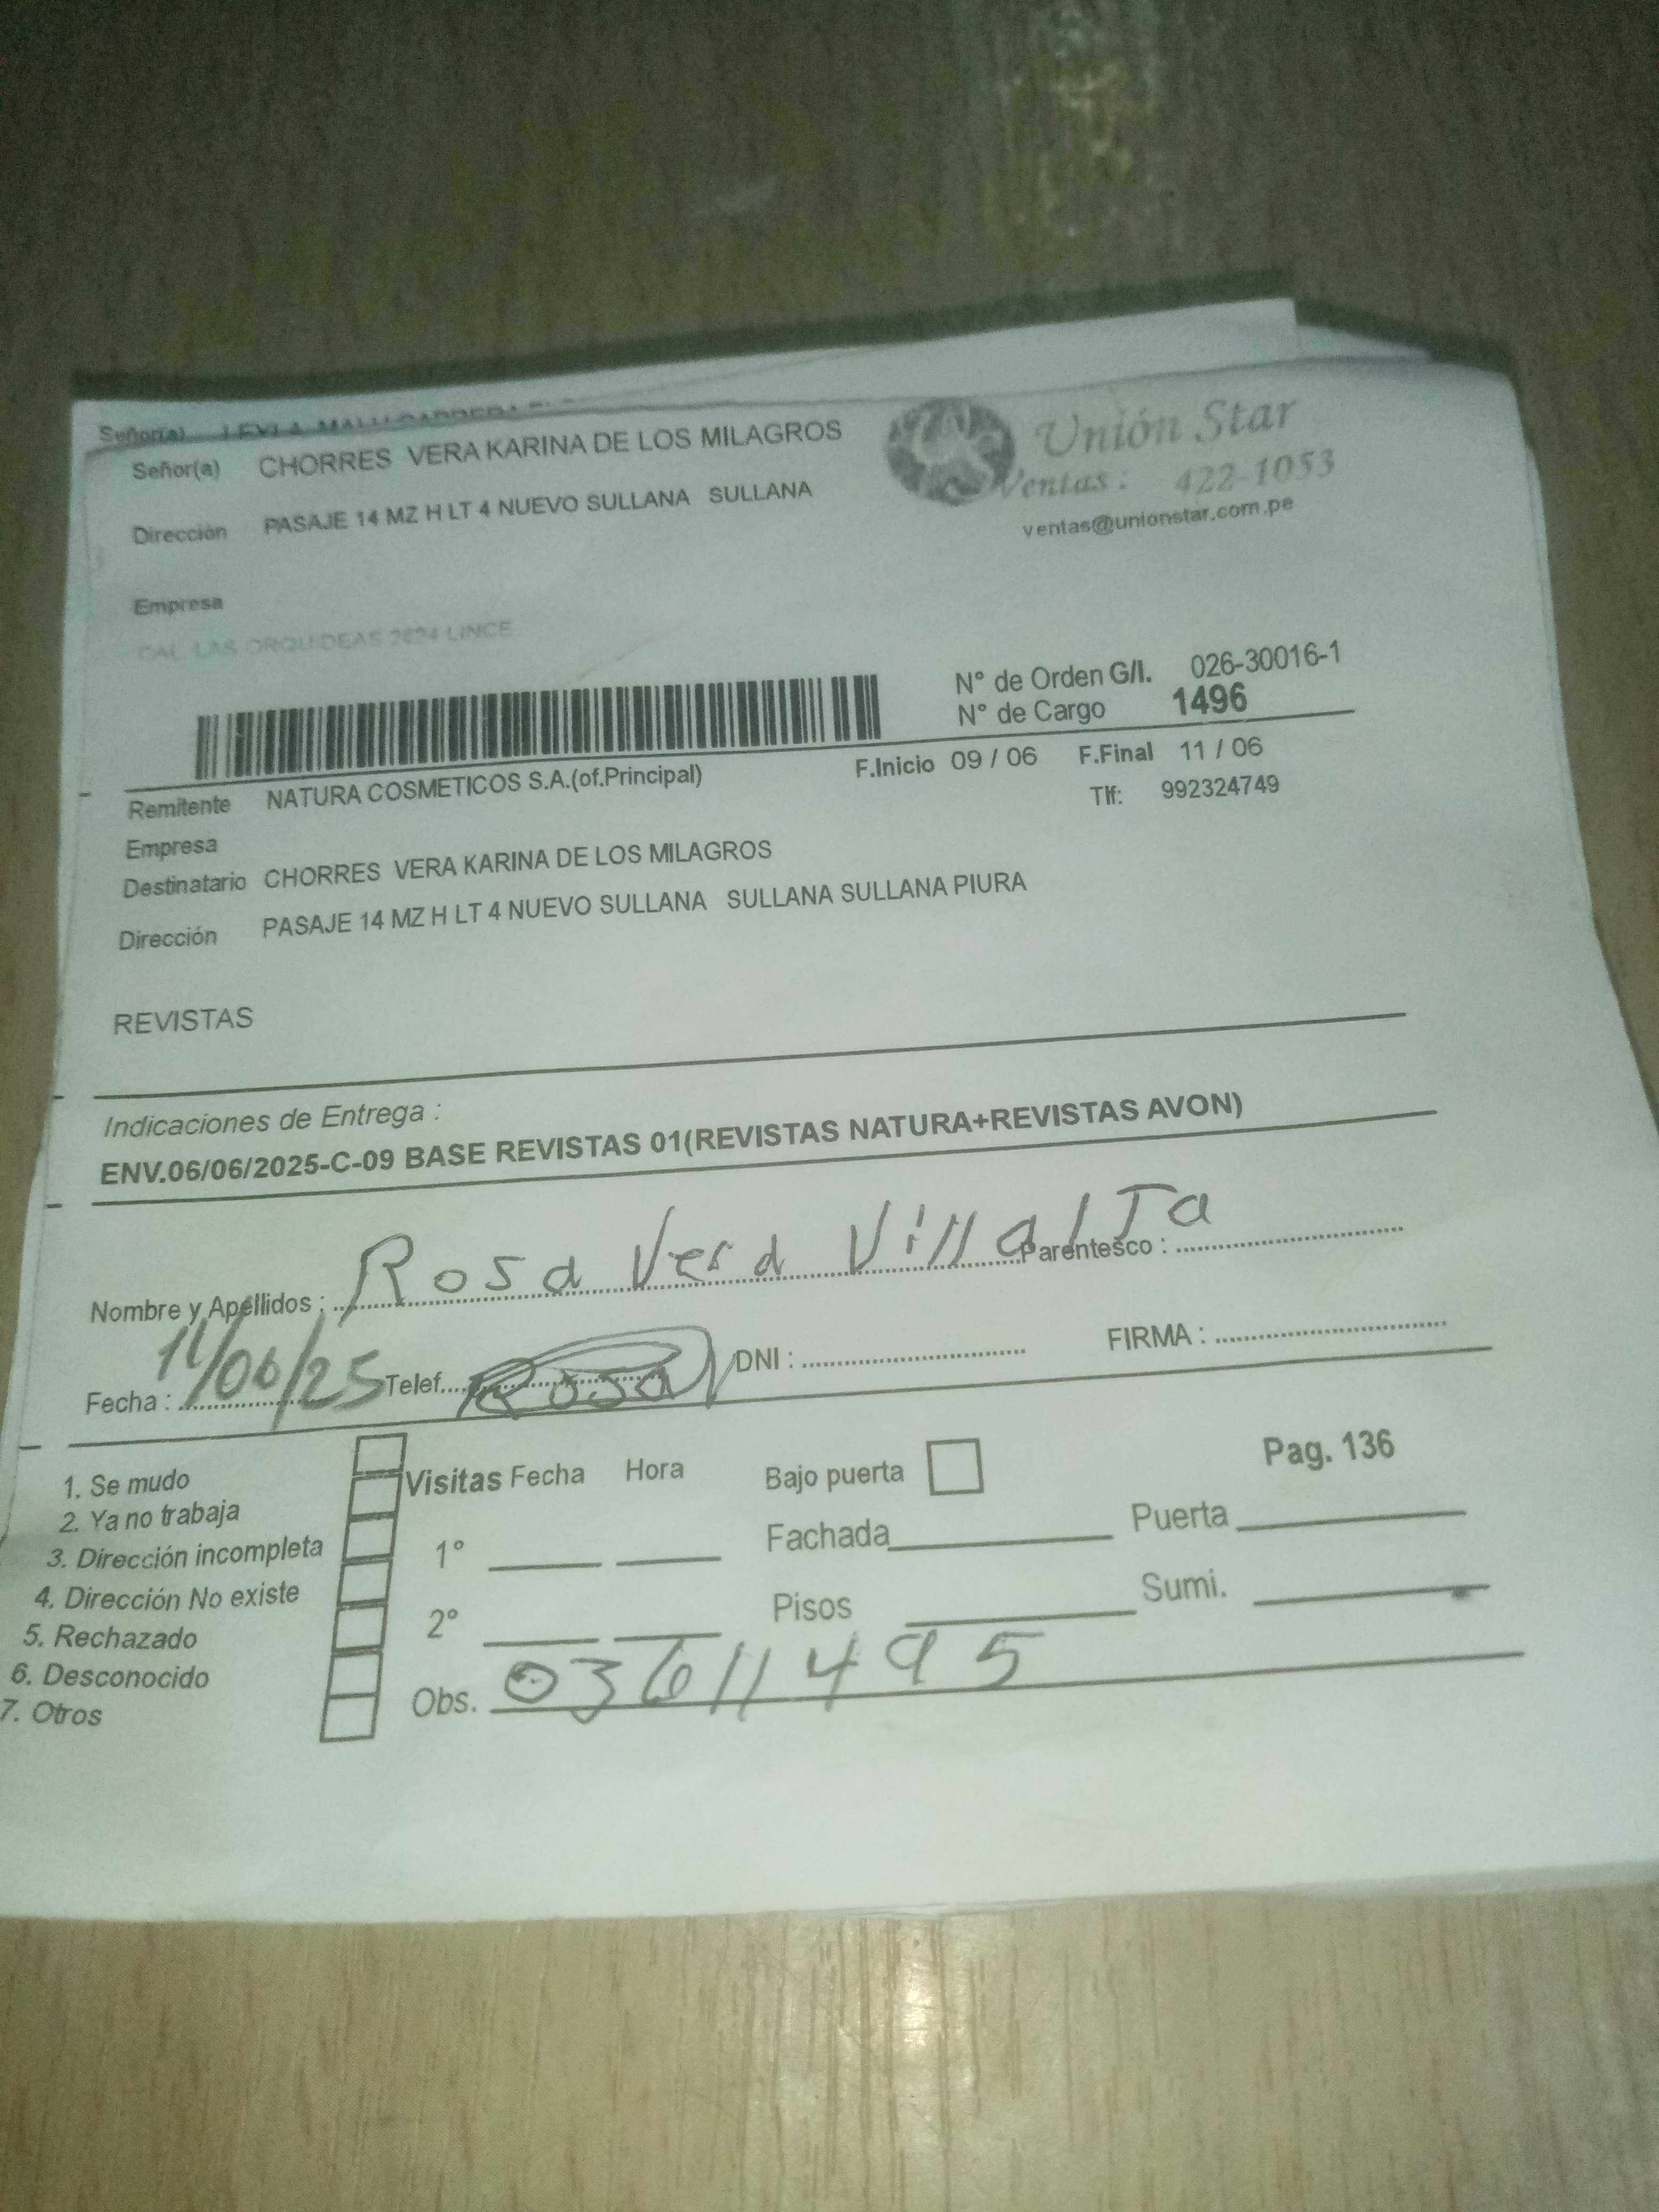 Señor(a)
Señor(a) CHORRES VERA KARINA DE LOS MILAGROS
Unión Star
Ventas: 422-1053
ventas@unionstar.com.pe
Dirección PASAJE 14 MZ H LT 4 NUEVO SULLANA SULLANA
Empresa
CAL. LAS ORQUIDEAS LINCE
N° de Orden G/I. 026-30016-1
N° de Cargo 1496
F.Inicio 09 / 06 F.Final 11 / 06
Remitente NATURA COSMETICOS S.A.(of.Principal)
Tlf: 992324749
Empresa
Destinatario CHORRES VERA KARINA DE LOS MILAGROS
Dirección PASAJE 14 MZ H LT 4 NUEVO SULLANA SULLANA SULLANA PIURA
REVISTAS
Indicaciones de Entrega :
ENV.06/06/2025-C-09 BASE REVISTAS 01(REVISTAS NATURA+REVISTAS AVON)
Nombre y Apellidos : Rosa Vera Villalta Parentesco :
Fecha : 11/06/25 Telef. Rosa DNI : FIRMA :
1. Se mudo
2. Ya no trabaja
3. Dirección incompleta
4. Dirección No existe
5. Rechazado
6. Desconocido
7. Otros
Visitas Fecha Hora
1°
2°
Bajo puerta
Pag. 136
Fachada Puerta
Pisos Sumi.
Obs. 03611495